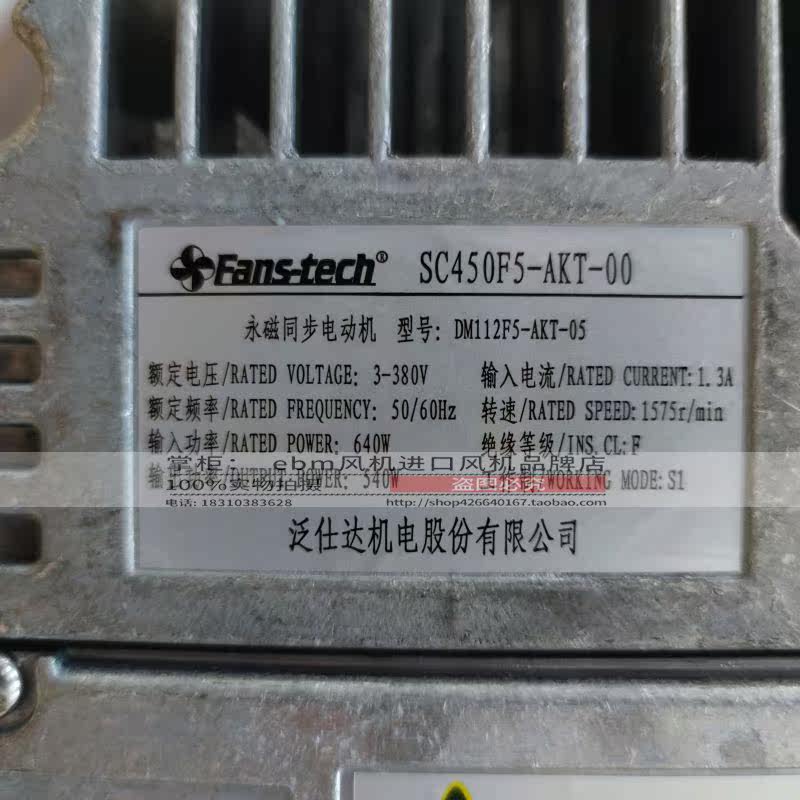 Fans-tech® SC450F5-AKT-00
永磁同步电动机 型号: DM112F5-AKT-05
额定电压/RATED VOLTAGE: 3-380V 输入电流/RATED CURRENT: 1.3A
额定频率/RATED FREQUENCY: 50/60Hz 转速/RATED SPEED: 1575r/min
输入功率/RATED POWER: 640W 绝缘等级/INS.CL: F
掌柜: ebm风机进口风机品牌店
/OUTPUT POWER: 540W WORKING MODE: S1
100%实物拍摄 盗图必究
电话: 18310383628 http://shop426640167.taobao.com
泛仕达机电股份有限公司